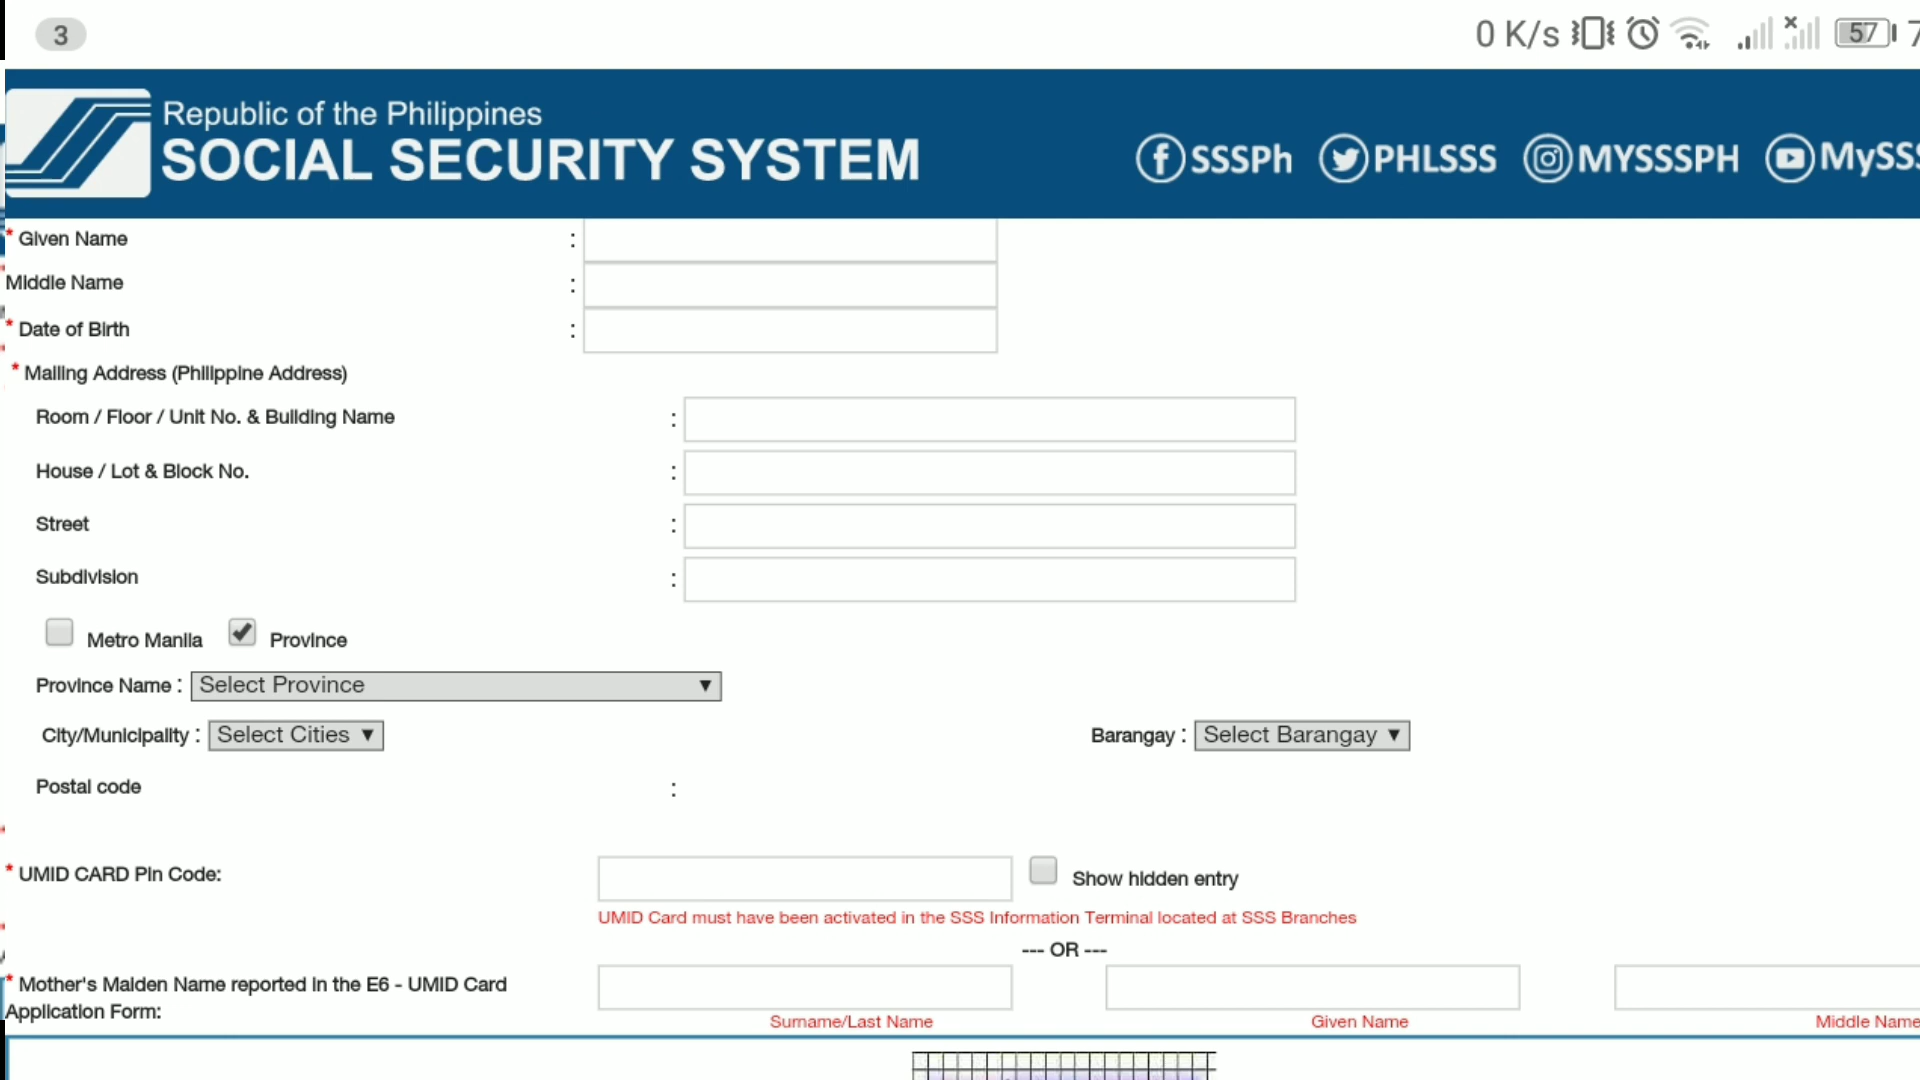 3
0 K/s 57
Republic of the Philippines
SOCIAL SECURITY SYSTEM
SSSPh PHLSSS MYSSSPH MySS
* Given Name :
Middle Name :
* Date of Birth :
* Mailing Address (Philippine Address)
Room / Floor / Unit No. & Building Name :
House / Lot & Block No. :
Street :
Subdivision :
Metro Manila Province
Province Name : Select Province
City/Municipality : Select Cities Barangay : Select Barangay
Postal code :
* UMID CARD Pin Code: Show hidden entry
UMID Card must have been activated in the SSS Information Terminal located at SSS Branches
--- OR ---
* Mother's Maiden Name reported in the E6 - UMID Card
Application Form:
Surname/Last Name Given Name Middle Name